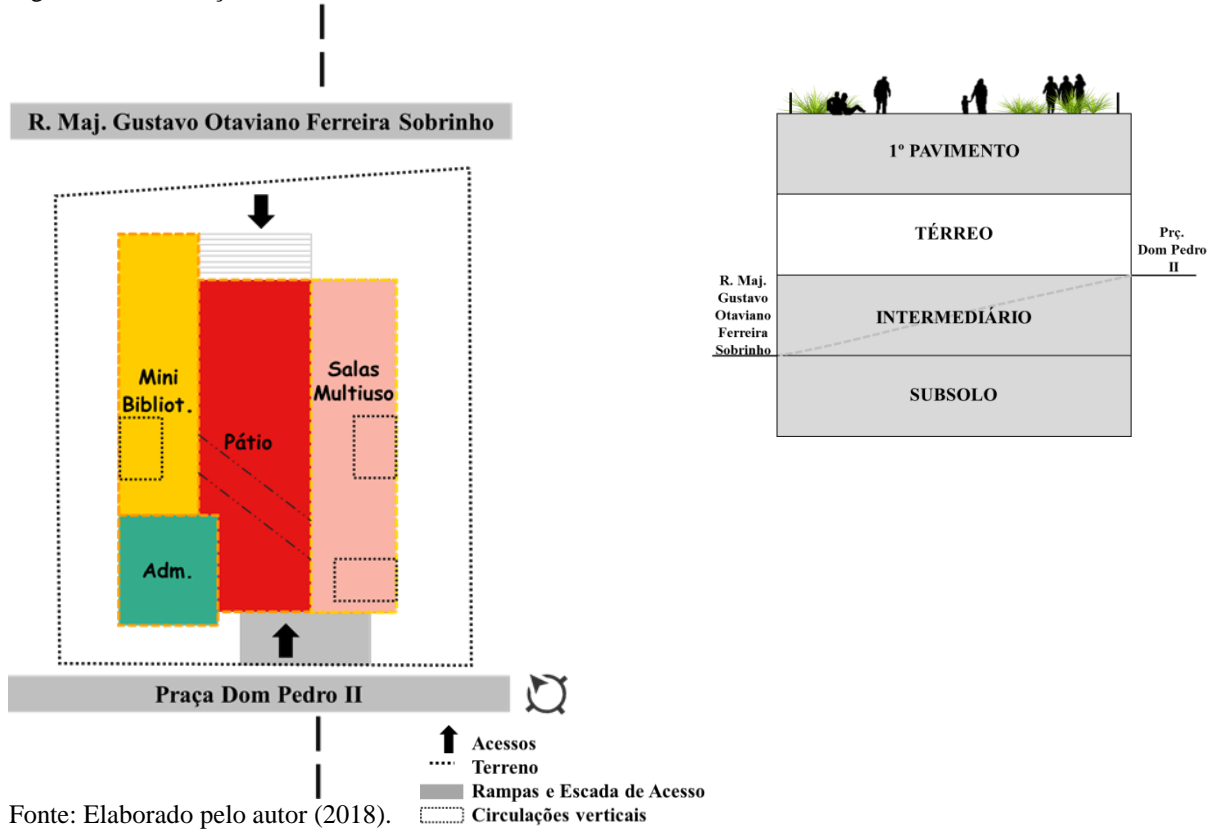 R. Maj. Gustavo Otaviano Ferreira Sobrinho
Mini
Bibliot.
Pátio
Salas
Multiuso
Adm.
Praça Dom Pedro II
Acessos
Terreno
Rampas e Escada de Acesso
Circulações verticais
Fonte: Elaborado pelo autor (2018).
1º PAVIMENTO
TÉRREO
INTERMEDIÁRIO
SUBSOLO
R. Maj.
Gustavo
Otaviano
Ferreira
Sobrinho
Prç.
Dom Pedro
II